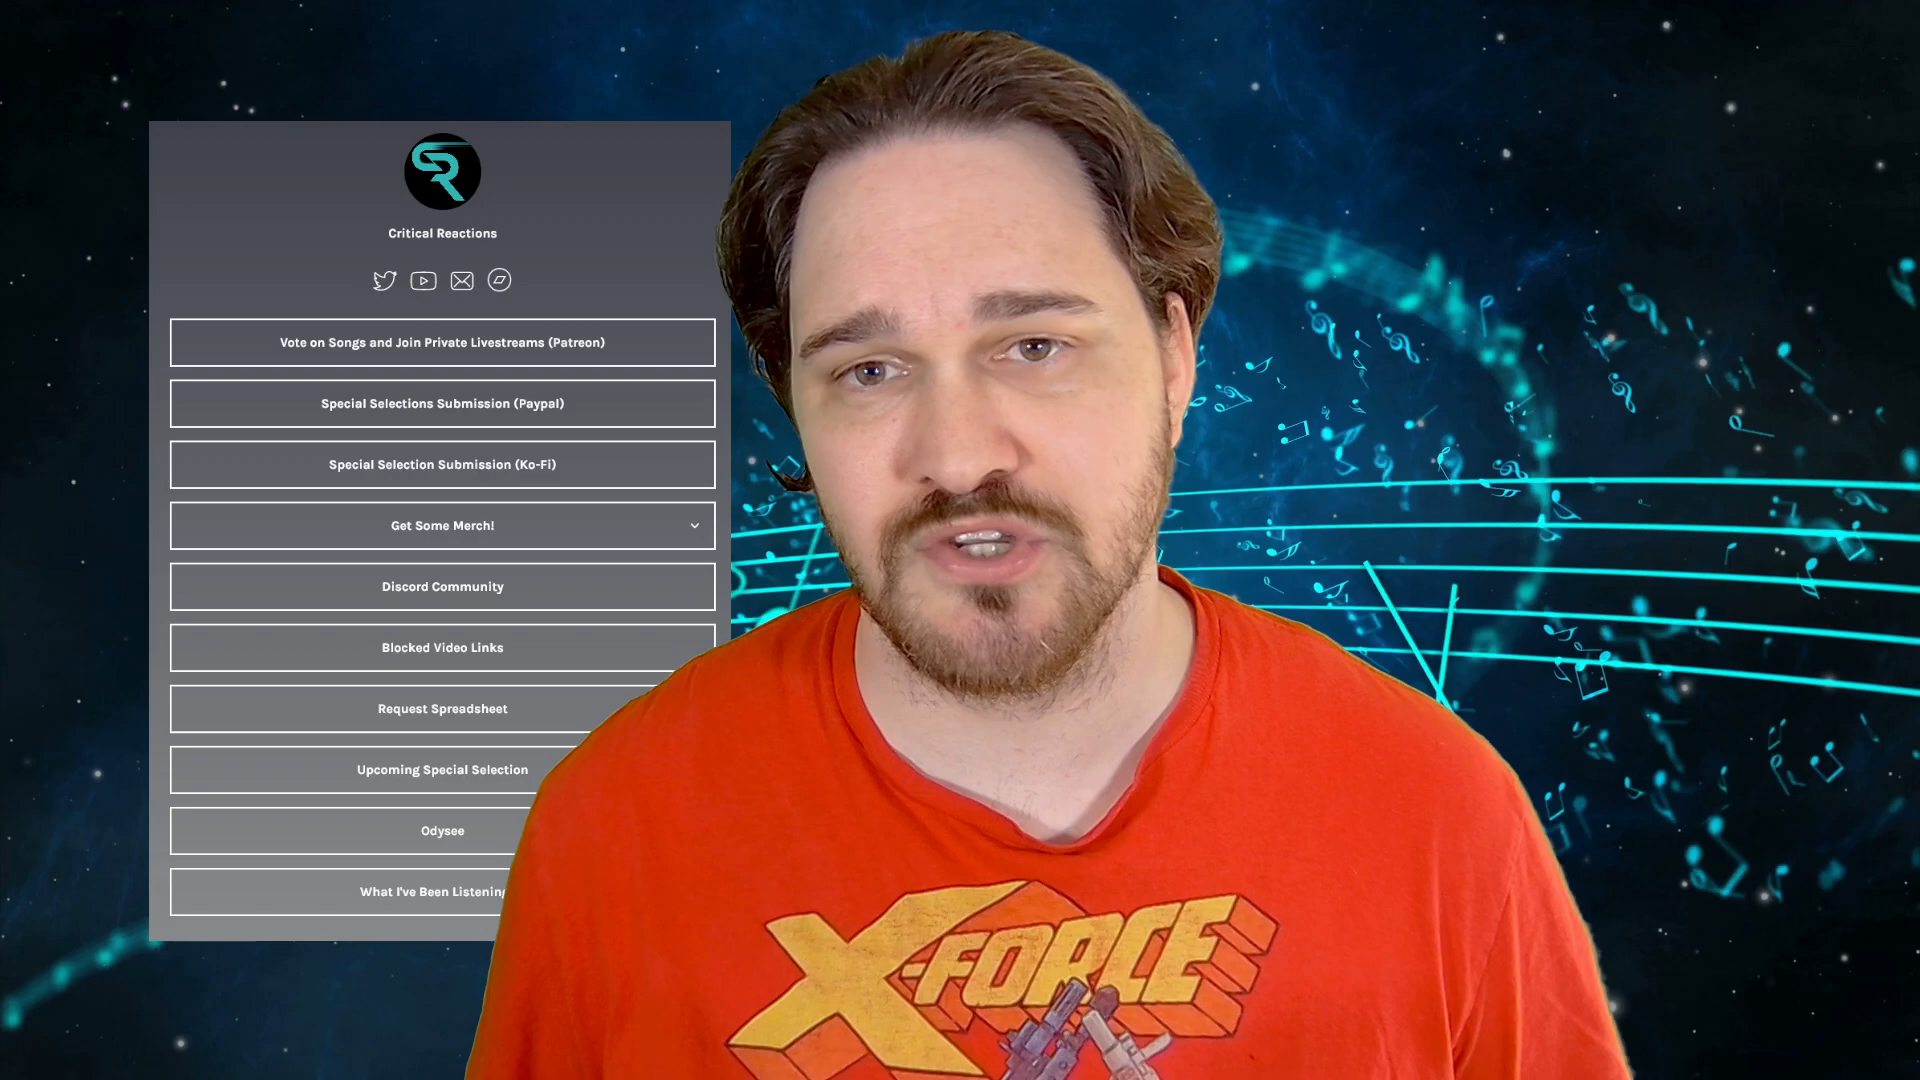 Critical Reactions
Vote on Songs and Join Private Livestreams (Patreon)
Special Selections Submission (Paypal)
Special Selection Submission (Ko-Fi)
Get Some Merch!
Discord Community
Blocked Video Links
Request Spreadsheet
Upcoming Special Selection
Odysee
What I've Been Listening
X-FORCE